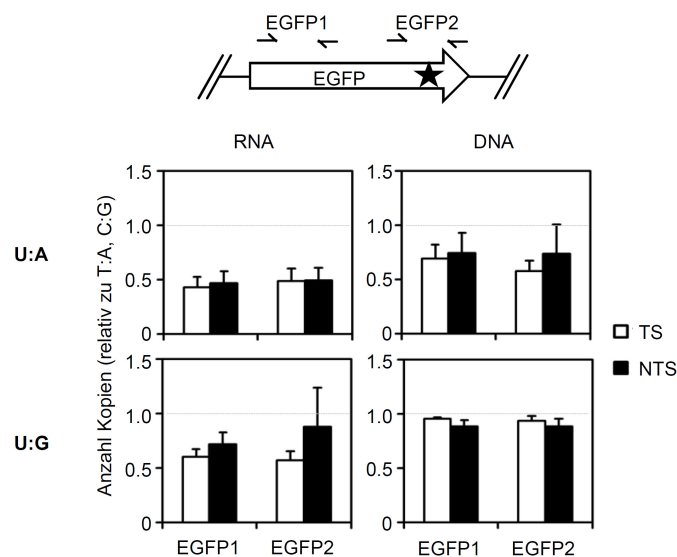 EGFP1 EGFP2
EGFP
RNA DNA
Anzahl Kopien (relativ zu T:A, C:G)
U:A
1.5
1.0
0.5
0
1.5
1.0
0.5
0
TS
NTS
U:G
1.5
1.0
0.5
0
1.5
1.0
0.5
0
EGFP1 EGFP2 EGFP1 EGFP2